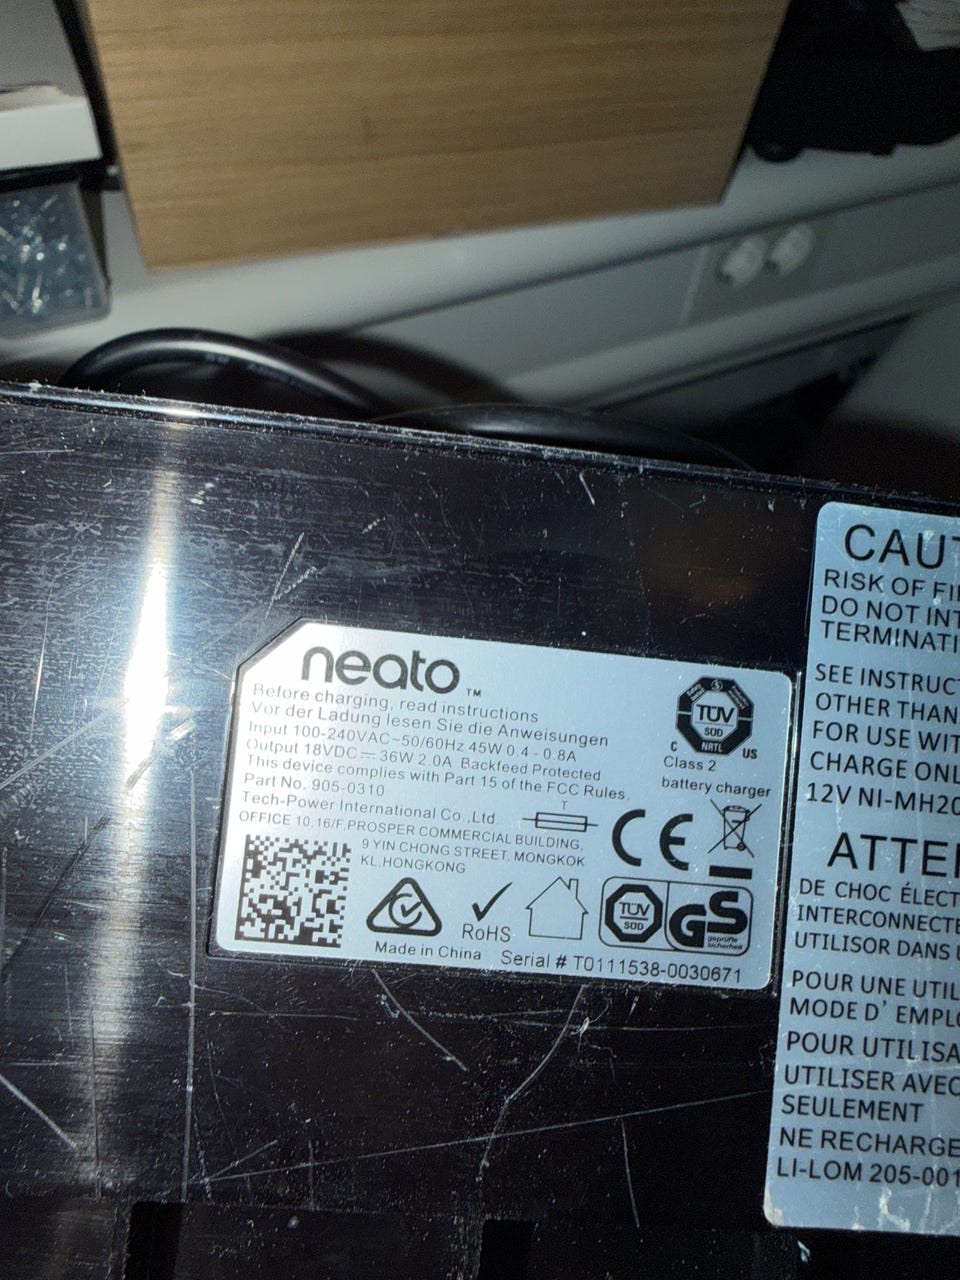 neato™
Before charging, read instructions
Vor der Ladung lesen Sie die Anweisungen
Input 100-240VAC~50/60Hz 45W 0.4 - 0.8A
Output 18VDC⎓36W 2.0A Backfeed Protected
This device complies with Part 15 of the FCC Rules.
Part No. 905-0310
Tech-Power International Co.,Ltd
OFFICE 10,16/F,PROSPER COMMERCIAL BUILDING,
9 YIN CHONG STREET, MONGKOK
KL.HONGKONG
TÜV
SÜD
NRTL
C US
Class 2
battery charger
T
CE
RoHS
TÜV
SÜD
GS
geprüfte
Sicherheit
Made in China
Serial # T0111538-0030671
CAUT
RISK OF FI
DO NOT INT
TERMINATI
SEE INSTRUCT
OTHER THAN
FOR USE WIT
CHARGE ONL
12V NI-MH20
ATTE
DE CHOC ÉLECT
INTERCONNECTE
UTILISOR DANS
POUR UNE UTIL
MODE D' EMPLO
POUR UTILISA
UTILISER AVEC
SEULEMENT
NE RECHARGE
LI-LOM 205-001